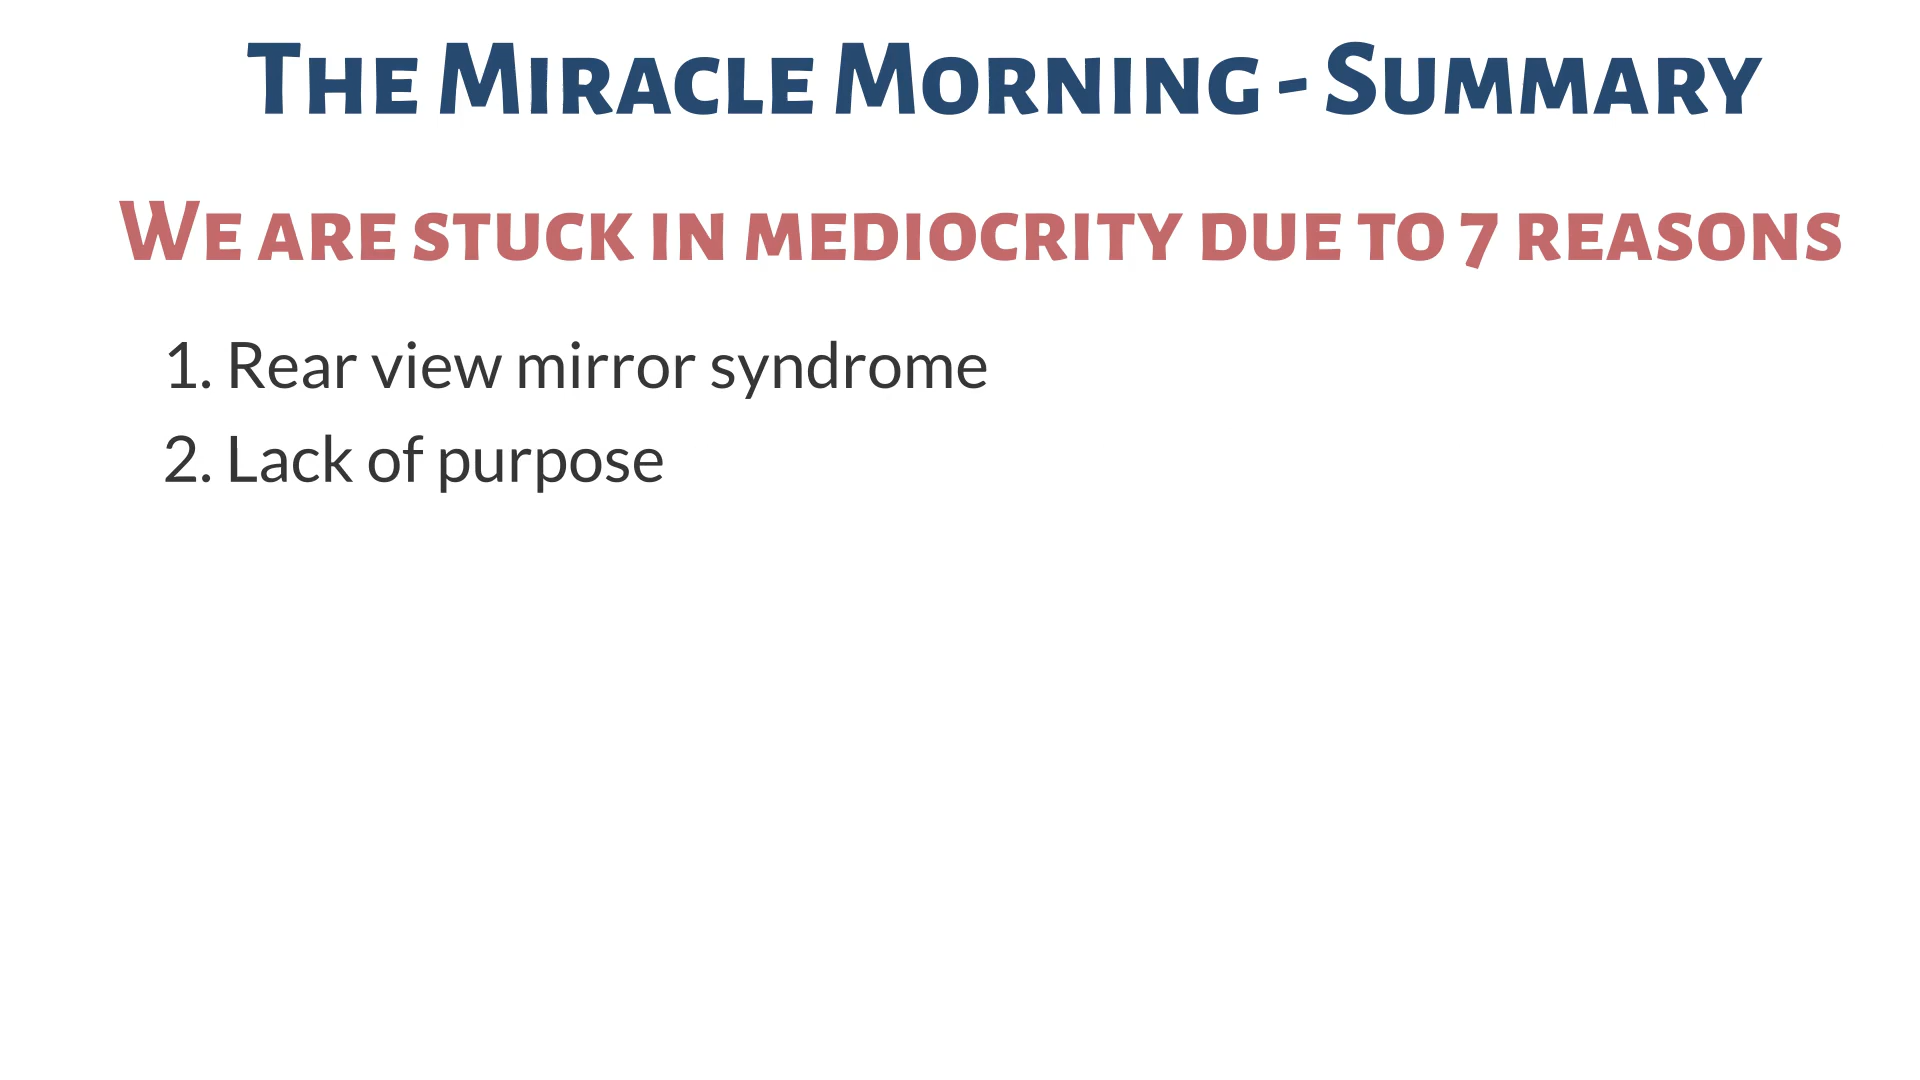 The Miracle Morning - Summary
We are stuck in mediocrity due to 7 reasons
1. Rear view mirror syndrome
2. Lack of purpose